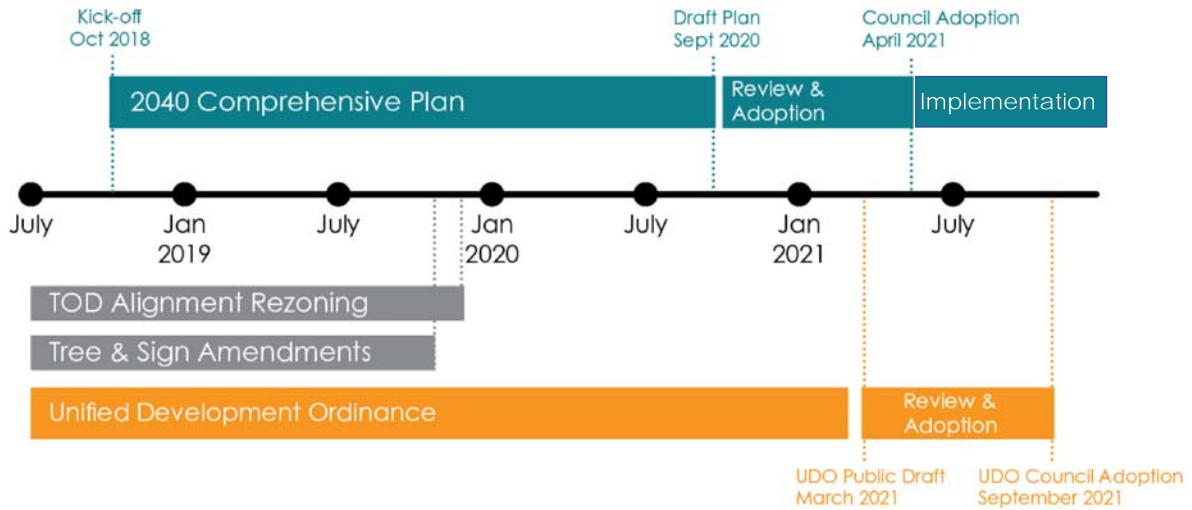 Kick-off
Oct 2018
Draft Plan
Sept 2020
Council Adoption
April 2021
2040 Comprehensive Plan
Review &
Adoption
Implementation
July
Jan
2019
July
Jan
2020
July
Jan
2021
July
TOD Alignment Rezoning
Tree & Sign Amendments
Unified Development Ordinance
Review &
Adoption
UDO Public Draft
March 2021
UDO Council Adoption
September 2021